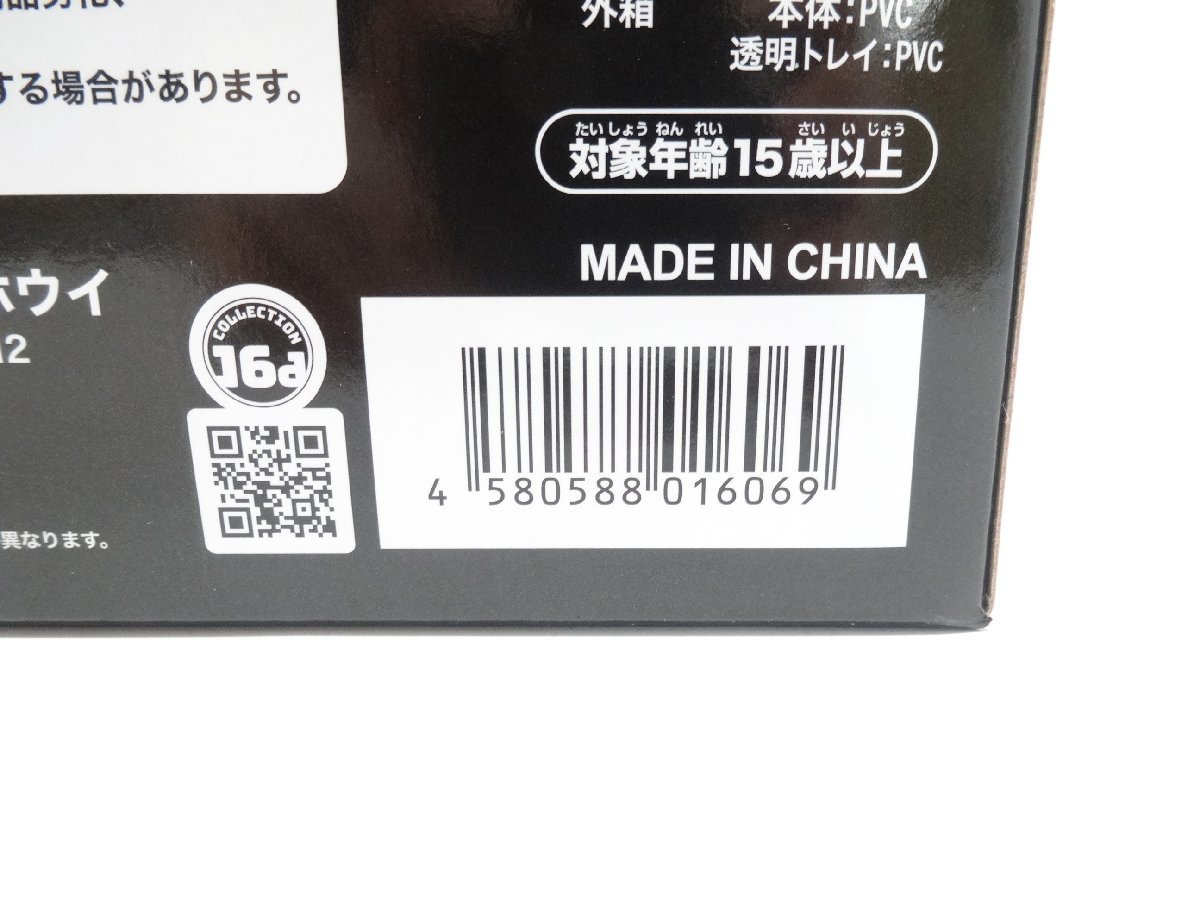 する場合があります。
外箱
本体:PVC
透明トレイ:PVC
たいしょう ねん れい さい い じょう
対象年齢15歳以上
MADE IN CHINA
ホウイ
COLLECTION
16d
4 580588 016069
異なります。